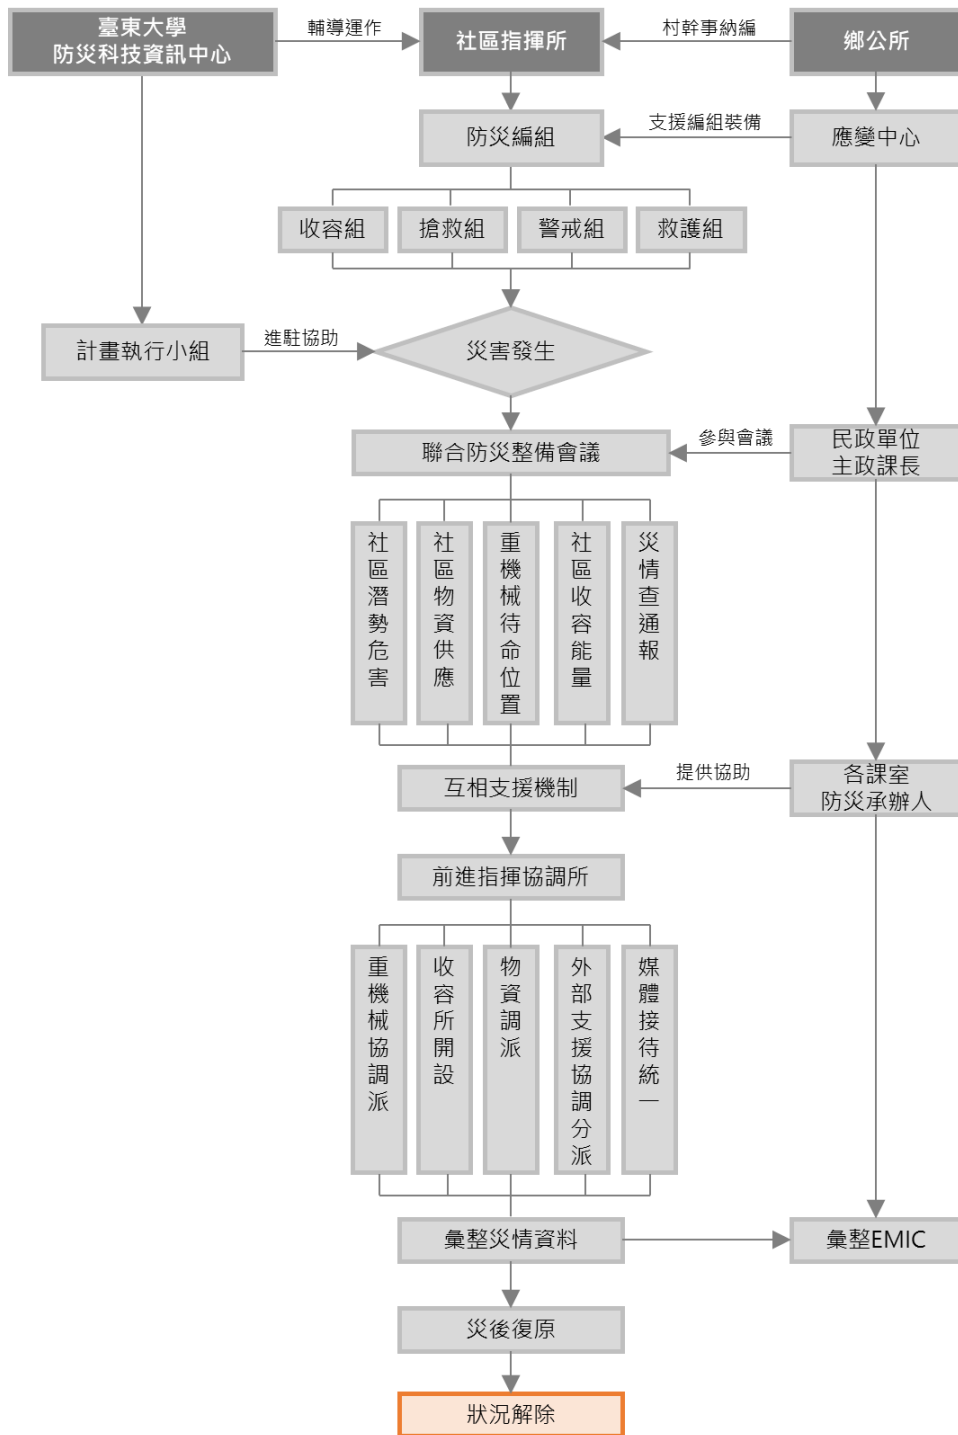 臺東大學
防災科技資訊中心
輔導運作
社區指揮所
村幹事納編
鄉公所
防災編組
支援編組裝備
應變中心
收容組
搶救組
警戒組
救護組
計畫執行小組
進駐協助
災害發生
聯合防災整備會議
參與會議
民政單位
主政課長
社區潛勢危害
社區物資供應
重機械待命位置
社區收容能量
災情查通報
互相支援機制
提供協助
各課室
防災承辦人
前進指揮協調所
重機械協調派
收容所開設
物資調派
外部支援協調分派
媒體接待統一
彙整災情資料
彙整EMIC
災後復原
狀況解除